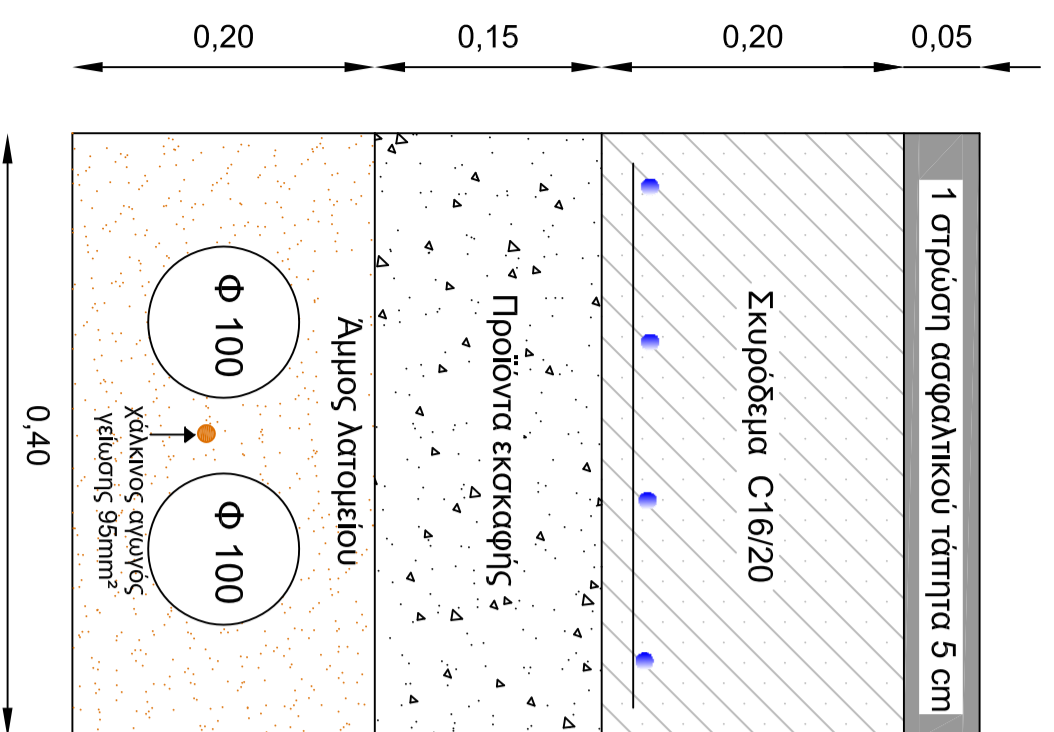 0,20
0,15
0,20
0,05
1 στρώση ασφαλτικού τάπητα 5 cm
Σκυρόδεμα C16/20
Προϊόντα εκσκαφής
Άμμος λατομείου
Φ 100
Φ 100
χάλκινος αγωγός
γείωσης 95mm²
0,40